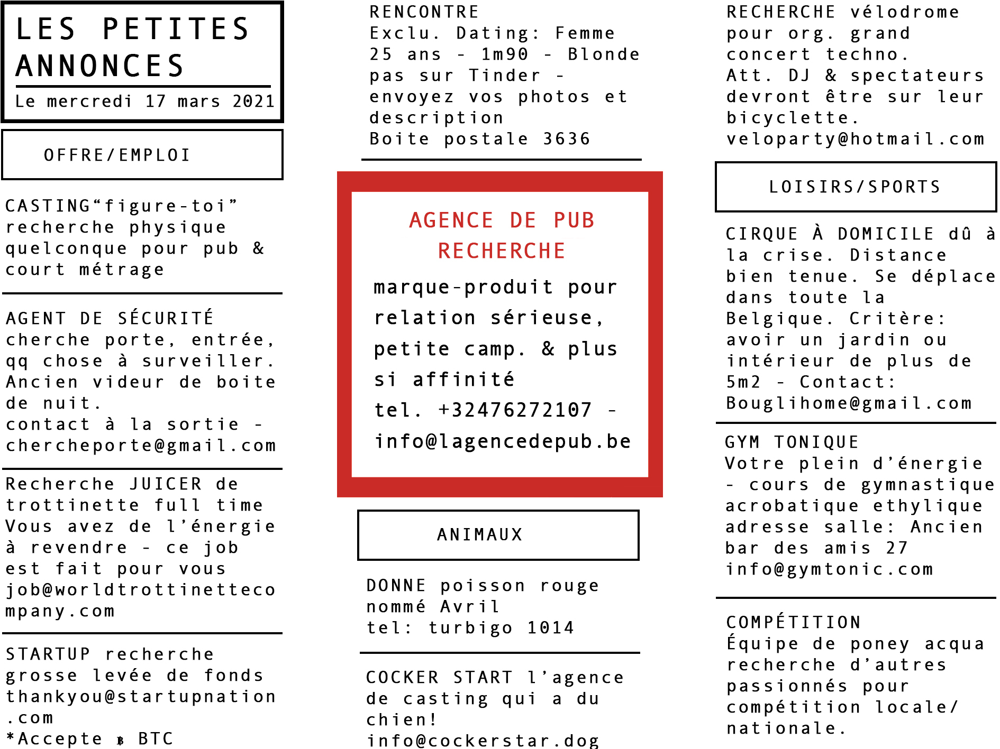 LES PETITES
ANNONCES
Le mercredi 17 mars 2021
OFFRE/EMPLOI
CASTING“figure-toi”
recherche physique
quelconque pour pub &
court métrage
AGENT DE SÉCURITÉ
cherche porte, entrée,
qq chose à surveiller.
Ancien videur de boite
de nuit.
contact à la sortie -
chercheporte@gmail.com
Recherche JUICER de
trottinette full time
Vous avez de l’énergie
à revendre - ce job
est fait pour vous
job@worldtrottinetteco
mpany.com
STARTUP recherche
grosse levée de fonds
thankyou@startupnation
.com
*Accepte ฿ BTC
RENCONTRE
Exclu. Dating: Femme
25 ans - 1m90 - Blonde
pas sur Tinder -
envoyez vos photos et
description
Boite postale 3636
AGENCE DE PUB
RECHERCHE
marque-produit pour
relation sérieuse,
petite camp. & plus
si affinité
tel. +32476272107 -
info@lagencedepub.be
ANIMAUX
DONNE poisson rouge
nommé Avril
tel: turbigo 1014
COCKER START l’agence
de casting qui a du
chien!
info@cockerstar.dog
RECHERCHE vélodrome
pour org. grand
concert techno.
Att. DJ & spectateurs
devront être sur leur
bicyclette.
veloparty@hotmail.com
LOISIRS/SPORTS
CIRQUE À DOMICILE dû à
la crise. Distance
bien tenue. Se déplace
dans toute la
Belgique. Critère:
avoir un jardin ou
intérieur de plus de
5m2 - Contact:
Bouglihome@gmail.com
GYM TONIQUE
Votre plein d’énergie
- cours de gymnastique
acrobatique ethylique
adresse salle: Ancien
bar des amis 27
info@gymtonic.com
COMPÉTITION
Équipe de poney acqua
recherche d’autres
passionnés pour
compétition locale/
nationale.